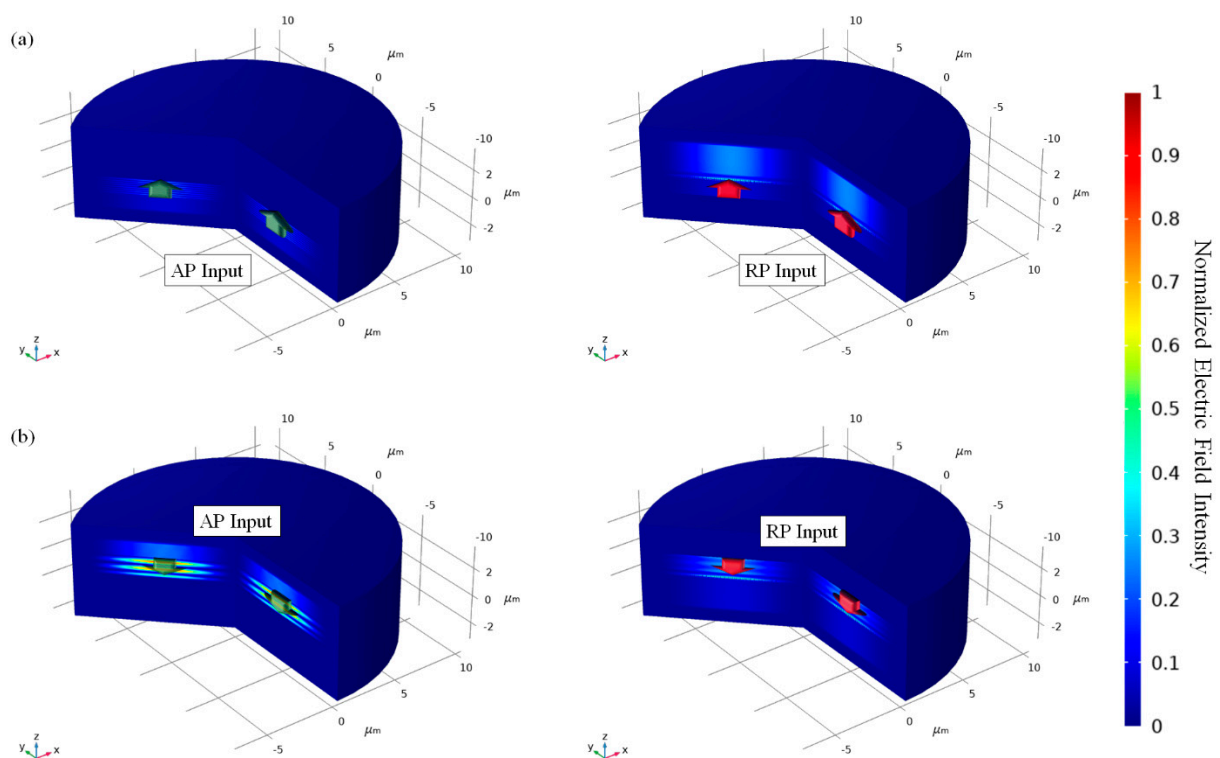 (a)
10
5
μm
0
-5
-10
2
μm
0
-2
10
5
μm
0
-5
AP Input
z
y
x
10
5
μm
0
-5
-10
2
μm
0
-2
10
5
μm
0
-5
RP Input
z
y
x
(b)
10
5
μm
0
-5
-10
2
μm
0
-2
10
5
μm
0
-5
AP Input
z
y
x
10
5
μm
0
-5
-10
2
μm
0
-2
10
5
μm
0
-5
RP Input
z
y
x
1
0.9
0.8
0.7
0.6
0.5
0.4
0.3
0.2
0.1
0
Normalized Electric Field Intensity